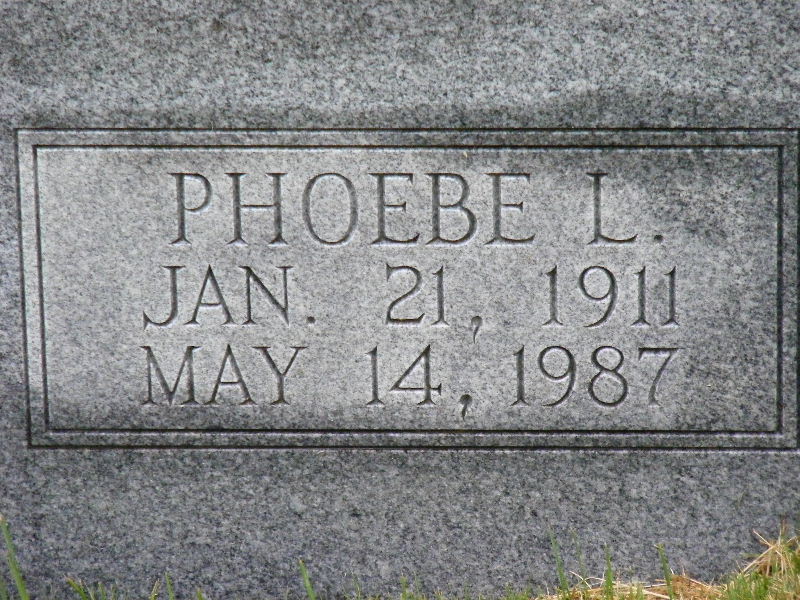 PHOEBE L.
JAN. 21, 1911
MAY 14, 1987